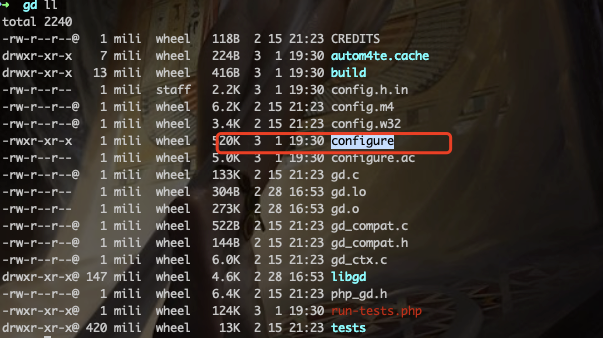 ➜ gd ll
total 2240
-rw-r--r--@ 1 mili wheel 118B 2 15 21:23 CREDITS
drwxr-xr-x 7 mili wheel 224B 3 1 19:30 autom4te.cache
drwxr-xr-x 13 mili wheel 416B 3 1 19:30 build
-rw-r--r-- 1 mili staff 2.2K 3 1 19:30 config.h.in
-rw-r--r--@ 1 mili wheel 6.2K 2 15 21:23 config.m4
-rw-r--r--@ 1 mili wheel 3.4K 2 15 21:23 config.w32
-rwxr-xr-x 1 mili wheel 520K 3 1 19:30 configure
-rw-r--r-- 1 mili wheel 5.0K 3 1 19:30 configure.ac
-rw-r--r--@ 1 mili wheel 133K 2 15 21:23 gd.c
-rw-r--r-- 1 mili wheel 304B 2 28 16:53 gd.lo
-rw-r--r-- 1 mili wheel 273K 2 28 16:53 gd.o
-rw-r--r--@ 1 mili wheel 522B 2 15 21:23 gd_compat.c
-rw-r--r--@ 1 mili wheel 144B 2 15 21:23 gd_compat.h
-rw-r--r--@ 1 mili wheel 6.0K 2 15 21:23 gd_ctx.c
drwxr-xr-x@ 147 mili wheel 4.6K 2 28 16:53 libgd
-rw-r--r--@ 1 mili wheel 6.4K 2 15 21:23 php_gd.h
-rwxr-xr-x@ 1 mili wheel 124K 3 1 19:30 run-tests.php
drwxr-xr-x@ 420 mili wheel 13K 2 15 21:23 tests